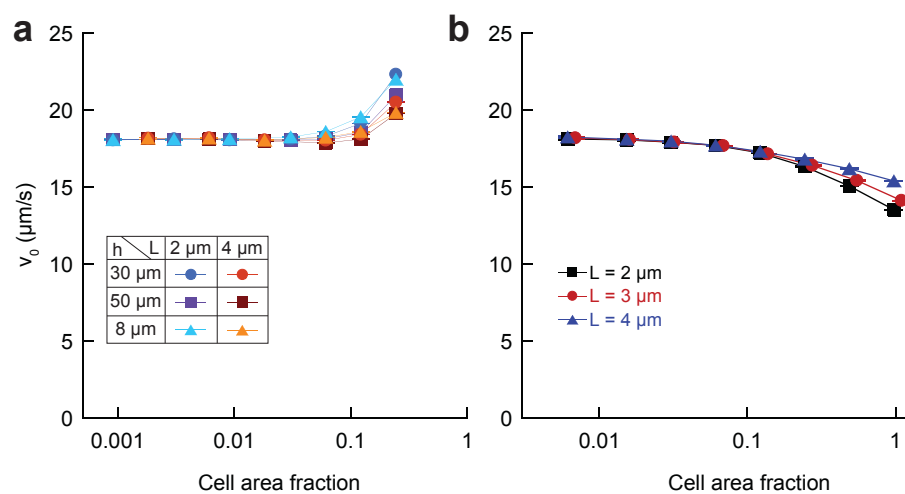 a
25
20
15
10
5
0
v0 (µm/s)
h L 2 µm 4 µm
30 µm
50 µm
8 µm
0.001 0.01 0.1 1
Cell area fraction
b
25
20
15
10
5
0
L = 2 µm
L = 3 µm
L = 4 µm
0.01 0.1 1
Cell area fraction